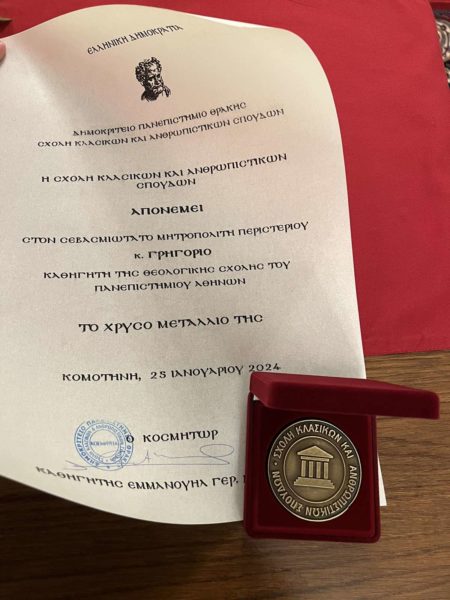 ΕΛΛΗΝΙΚΗ ΔΗΜΟΚΡΑΤΙΑ
ΔΗΜΟΚΡΙΤΕΙΟ ΠΑΝΕΠΙΣΤΗΜΙΟ ΘΡΑΚΗΣ
ΣΧΟΛΗ ΚΛΑΣΙΚΩΝ ΚΑΙ ΑΝΘΡΩΠΙΣΤΙΚΩΝ ΣΠΟΥΔΩΝ
Η ΣΧΟΛΗ ΚΛΑΣΙΚΩΝ ΚΑΙ ΑΝΘΡΩΠΙΣΤΙΚΩΝ
ΣΠΟΥΔΩΝ
ΑΠΟΝΕΜΕΙ
ΣΤΟΝ ΣΕΒΑΣΜΙΩΤΑΤΟ ΜΗΤΡΟΠΟΛΙΤΗ ΠΕΡΙΣΤΕΡΙΟΥ
κ. ΓΡΗΓΟΡΙΟ
ΚΑΘΗΓΗΤΗ ΤΗΣ ΘΕΟΛΟΓΙΚΗΣ ΣΧΟΛΗΣ ΤΟΥ
ΠΑΝΕΠΙΣΤΗΜΙΟΥ ΑΘΗΝΩΝ
ΤΟ ΧΡΥΣΟ ΜΕΤΑΛΛΙΟ ΤΗΣ
ΚΟΜΟΤΗΝΗ, 25 ΙΑΝΟΥΑΡΙΟΥ 2024
Ο ΚΟΣΜΗΤΩΡ
ΚΑΘΗΓΗΤΗΣ ΕΜΜΑΝΟΥΗΛ ΓΕΡ.
ΚΟΣΜΗΤΕΙΑ
ΣΧΟΛΗ ΚΛΑΣΙΚΩΝ ΚΑΙ ΑΝΘΡΩΠΙΣΤΙΚΩΝ ΣΠΟΥΔΩΝ